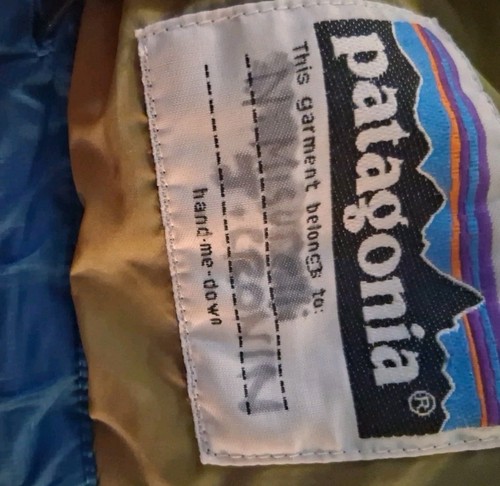 patagonia®
This garment belongs to:
hand-me-down